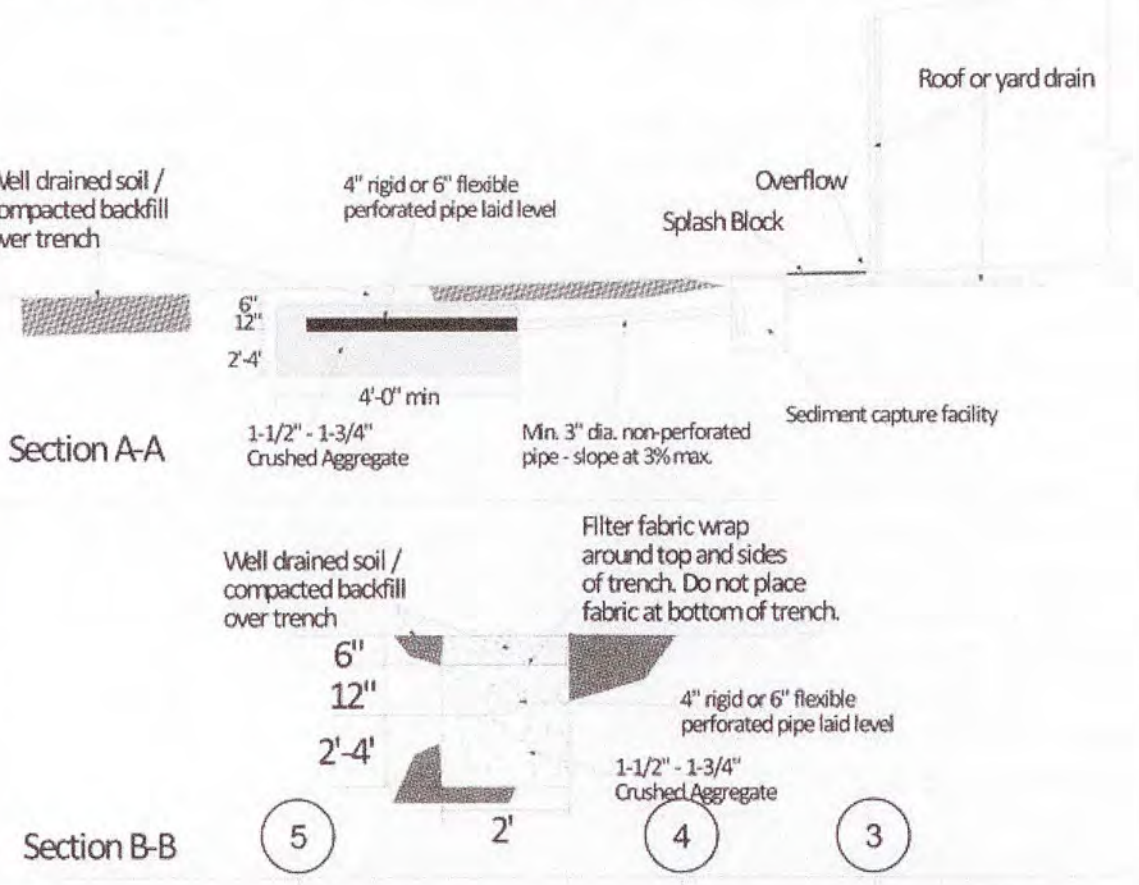 Roof or yard drain
Well drained soil /
compacted backfill
over trench
4" rigid or 6" flexible
perforated pipe laid level
Overflow
Splash Block
6"
12"
2'-4'
4'-0" min
Sediment capture facility
Section A-A
1-1/2" - 1-3/4"
Crushed Aggregate
Min. 3" dia. non-perforated
pipe - slope at 3% max.
Well drained soil /
compacted backfill
over trench
Filter fabric wrap
around top and sides
of trench. Do not place
fabric at bottom of trench.
6"
12"
2'-4'
4" rigid or 6" flexible
perforated pipe laid level
1-1/2" - 1-3/4"
Crushed Aggregate
2'
Section B-B
5
4
3